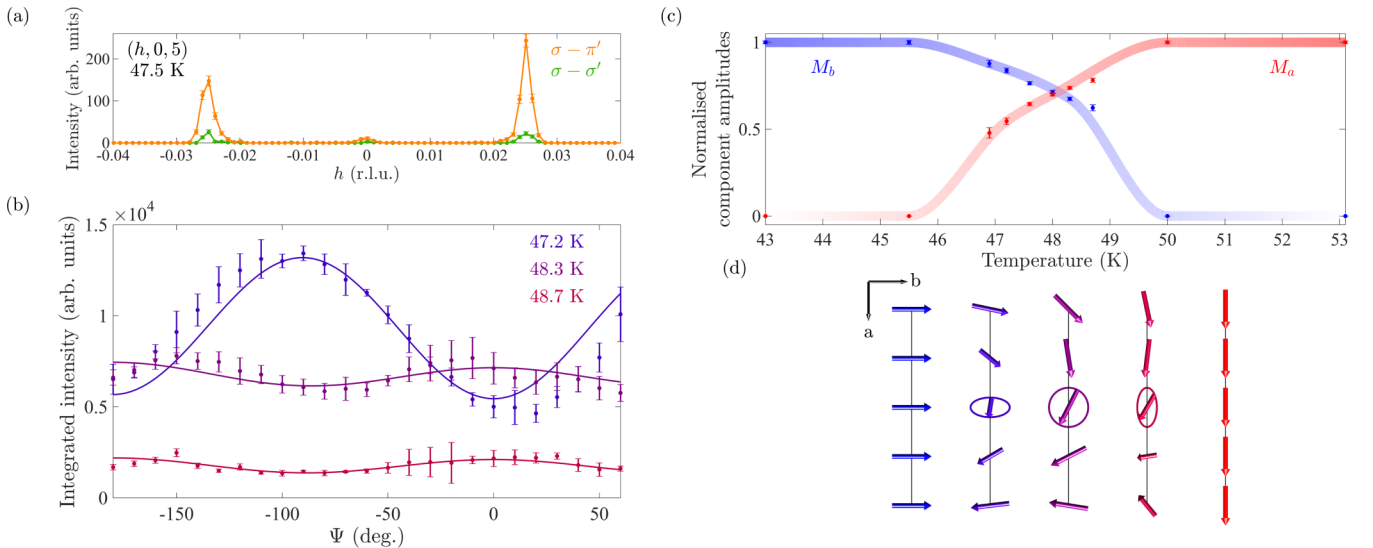 (a)
Intensity (arb. units)
200
100
0
(h, 0, 5)
47.5 K
σ − π′
σ − σ′
-0.04 -0.03 -0.02 -0.01 0 0.01 0.02 0.03 0.04
h (r.l.u.)
(b)
×10⁴
Integrated intensity (arb. units)
1.5
1
0.5
0
47.2 K
48.3 K
48.7 K
-150 -100 -50 0 50
Ψ (deg.)
(c)
Normalised
component amplitudes
1
0.5
0
M_b
M_a
43 44 45 46 47 48 49 50 51 52 53
Temperature (K)
(d)
b
a